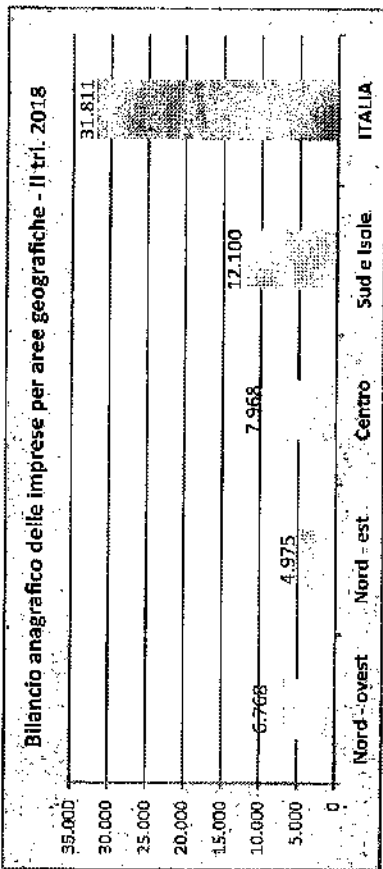 Bilancio anagrafico delle imprese per aree geografiche - II tri. 2018
35.000
30.000
25.000
20.000
15.000
10.000
5.000
0
6.768
4.975
7.968
12.100
31.811
Nord - ovest
Nord - est
Centro
Sud e Isole
ITALIA